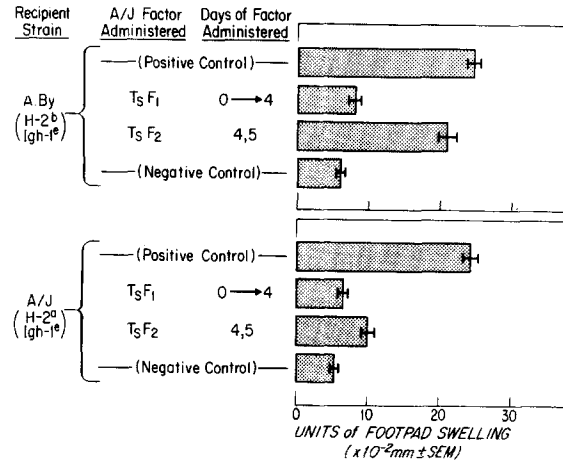 Recipient Strain
A/J Factor Administered
Days of Factor Administered
A.By
(H-2b
Igh-1e)
(Positive Control)
TSF1 0→4
TSF2 4,5
(Negative Control)
A/J
(H-2a
Igh-1e)
(Positive Control)
TSF1 0→4
TSF2 4,5
(Negative Control)
0 10 20 30
UNITS of FOOTPAD SWELLING
(x10-2mm±SEM)